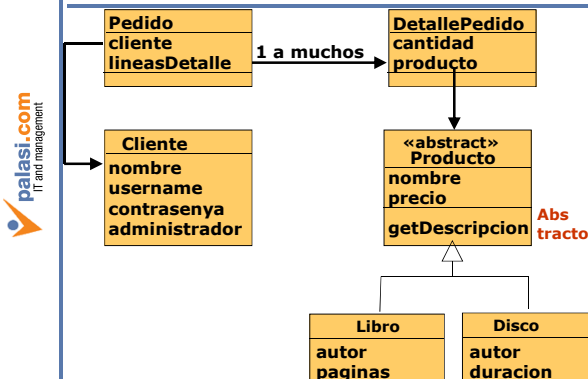 Pedido
cliente
lineasDetalle
1 a muchos
DetallePedido
cantidad
producto
Cliente
nombre
username
contrasenya
administrador
«abstract»
Producto
nombre
precio
getDescripcion
Abs
tracto
Libro
autor
paginas
Disco
autor
duracion
palasi.com
IT and management